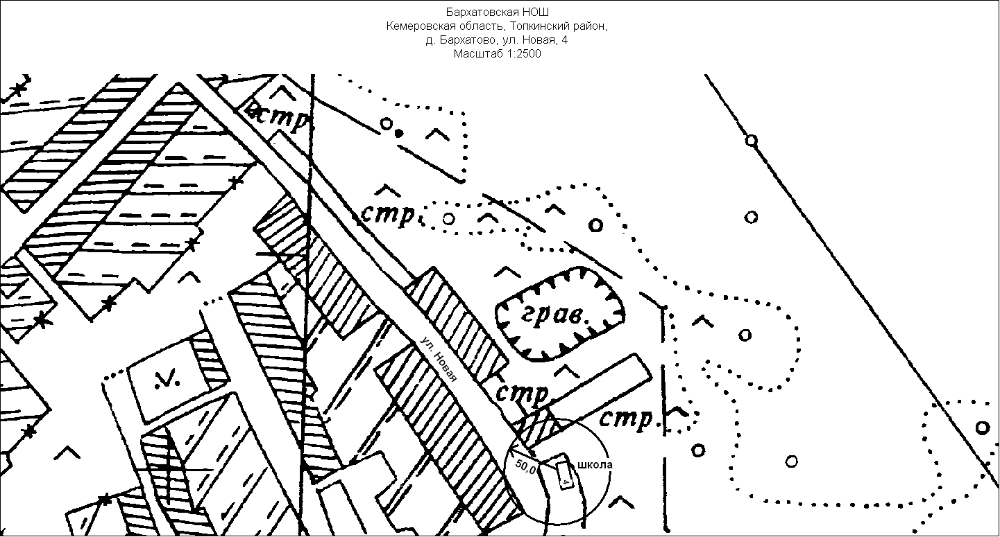 Бархатовская НОШ
Кемеровская область, Топкинский район,
д. Бархатово, ул. Новая, 4
Масштаб 1:2500
стр.
стр.
грав.
ул. Новая
стр.
стр.
50,0
школа
4